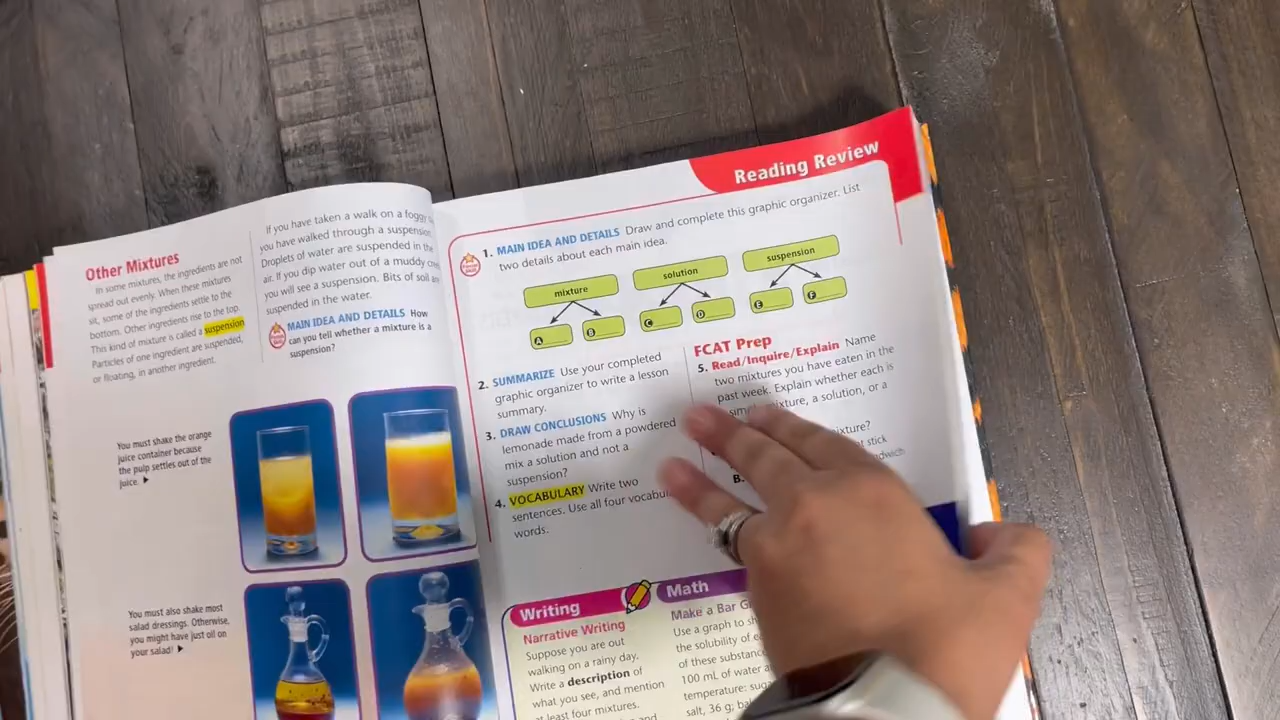 Other Mixtures
In some mixtures, the ingredients are not
spread out evenly. When these mixtures
sit, some of the ingredients settle to the
bottom. Other ingredients rise to the top.
This kind of mixture is called a suspension
Particles of one ingredient are suspended,
or floating, in another ingredient.
If you have taken a walk on a foggy
you have walked through a suspension
Droplets of water are suspended in the
air. If you dip water out of a muddy
you will see a suspension. Bits of soil
suspended in the water.
MAIN IDEA AND DETAILS How
can you tell whether a mixture is a
suspension?
You must shake the orange
juice container because
the pulp settles out of the
juice.
You must also shake most
salad dressings. Otherwise,
you might have just oil on
your salad!
Reading Review
1. MAIN IDEA AND DETAILS Draw and complete this graphic organizer. List
two details about each main idea.
mixture
solution
suspension
A
B
C
D
E
F
2. SUMMARIZE Use your completed
graphic organizer to write a lesson
summary.
3. DRAW CONCLUSIONS Why is
lemonade made from a powdered
mix a solution and not a
suspension?
4. VOCABULARY Write two
sentences. Use all four
words.
FCAT Prep
5. Read/Inquire/Explain Name
two mixtures you have eaten in the
past week. Explain whether each is
a solution, or a
mixture?
stick
B.
Writing
Narrative Writing
Suppose you are out
walking on a rainy day.
Write a description of
what you see, and mention
at least four mixtures.
Math
Make a Bar
Use a graph to
the solubility of
of these
100 mL of water
temperature:
salt, 36 g;